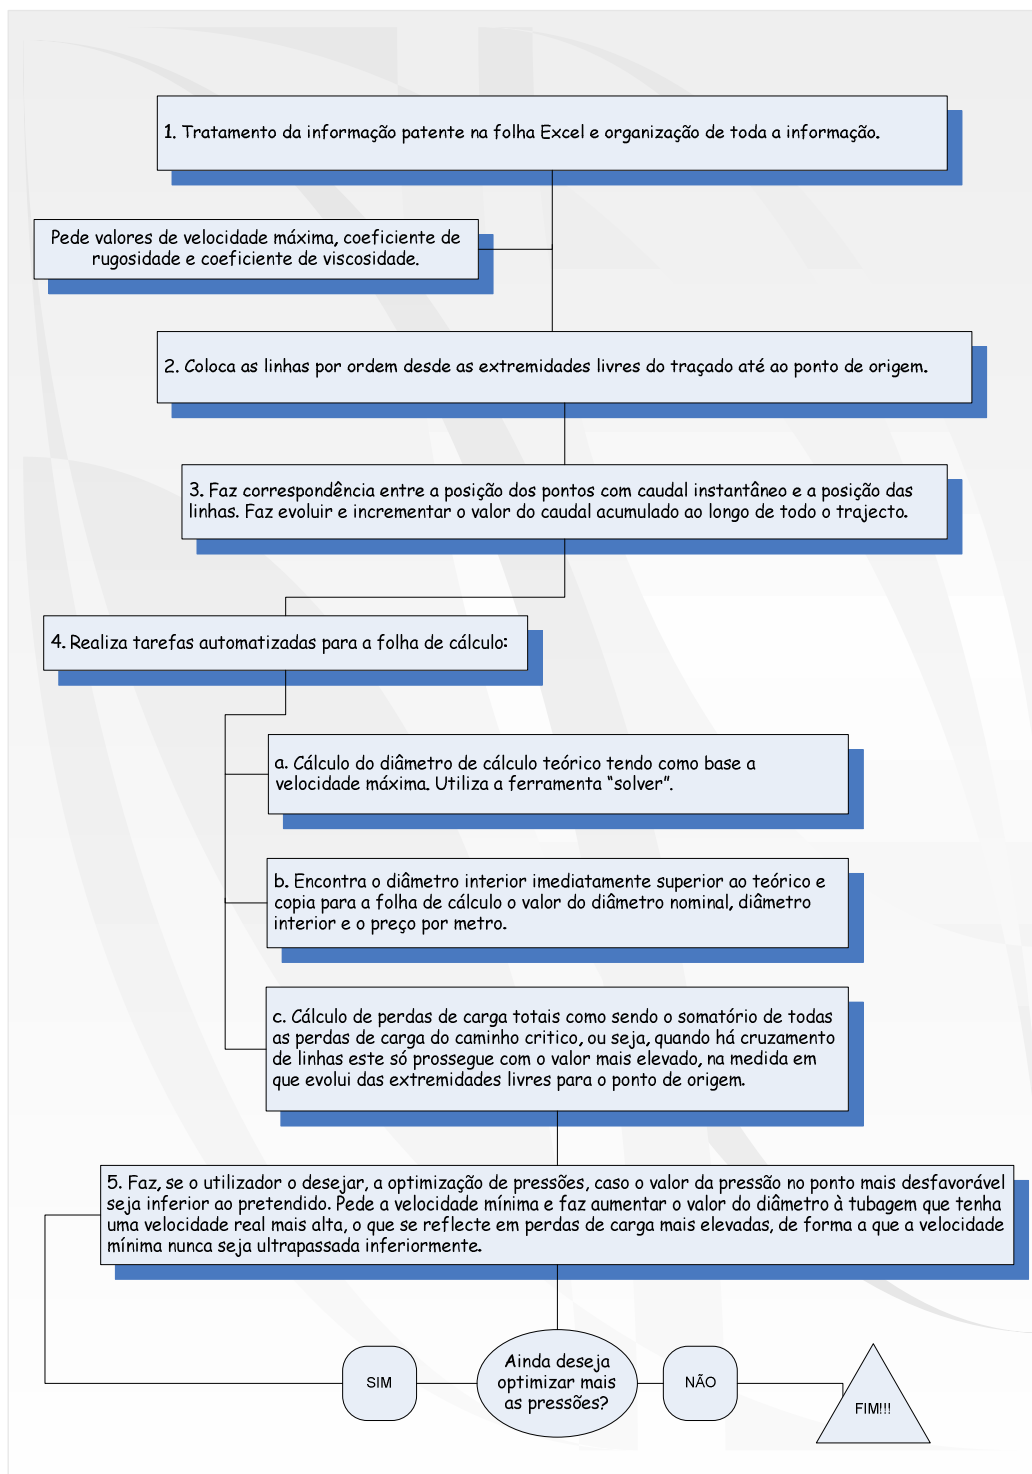 1. Tratamento da informação patente na folha Excel e organização de toda a informação.
Pede valores de velocidade máxima, coeficiente de
rugosidade e coeficiente de viscosidade.
2. Coloca as linhas por ordem desde as extremidades livres do traçado até ao ponto de origem.
3. Faz correspondência entre a posição dos pontos com caudal instantâneo e a posição das
linhas. Faz evoluir e incrementar o valor do caudal acumulado ao longo de todo o trajecto.
4. Realiza tarefas automatizadas para a folha de cálculo:
a. Cálculo do diâmetro de cálculo teórico tendo como base a
velocidade máxima. Utiliza a ferramenta “solver”.
b. Encontra o diâmetro interior imediatamente superior ao teórico e
copia para a folha de cálculo o valor do diâmetro nominal, diâmetro
interior e o preço por metro.
c. Cálculo de perdas de carga totais como sendo o somatório de todas
as perdas de carga do caminho critico, ou seja, quando há cruzamento
de linhas este só prossegue com o valor mais elevado, na medida em
que evolui das extremidades livres para o ponto de origem.
5. Faz, se o utilizador o desejar, a optimização de pressões, caso o valor da pressão no ponto mais desfavorável
seja inferior ao pretendido. Pede a velocidade mínima e faz aumentar o valor do diâmetro à tubagem que tenha
uma velocidade real mais alta, o que se reflecte em perdas de carga mais elevadas, de forma a que a velocidade
mínima nunca seja ultrapassada inferiormente.
SIM
Ainda deseja
optimizar mais
as pressões?
NÃO
FIM!!!